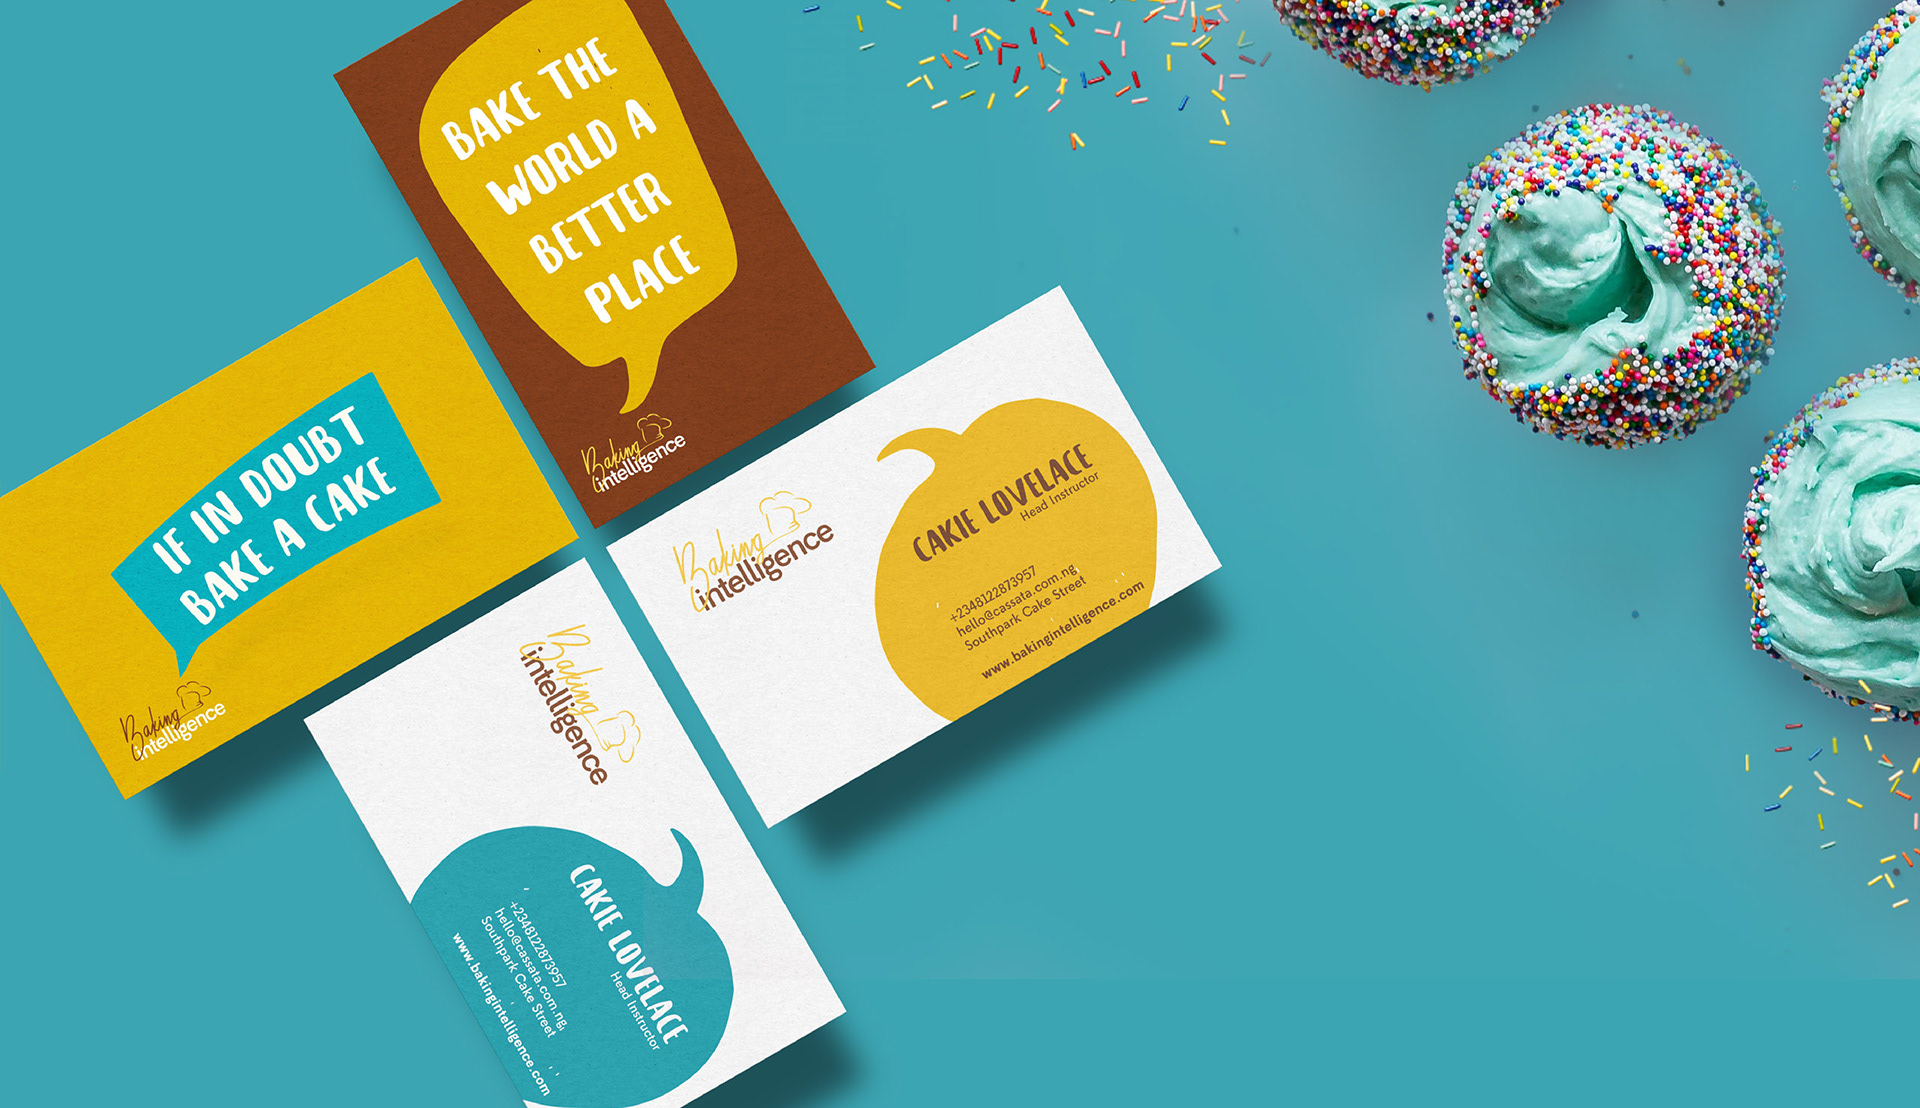 BAKE THE
WORLD A
BETTER
PLACE
Baking
intelligence
IF IN DOUBT
BAKE A CAKE
Baking
intelligence
Baking
intelligence
CAKIE LOVELACE
Head Instructor
+2348122873957
hello@cassata.com.ng
Southpark Cake Street
www.bakingintelligence.com
Baking
intelligence
CAKIE LOVELACE
Head Instructor
+2348122873957
hello@cassata.com.ng
Southpark Cake Street
www.bakingintelligence.com